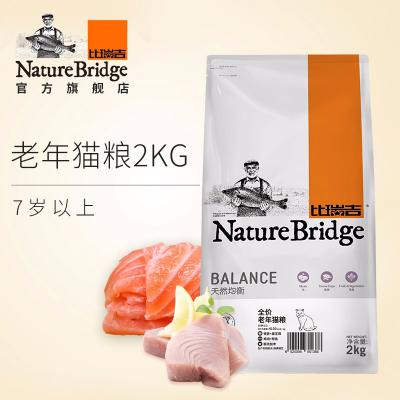 比瑞吉
NatureBridge
官方旗舰店
老年猫粮2KG
7岁以上
比瑞吉
NatureBridge
BALANCE
天然均衡
全价
老年猫粮
NET WEIGHT:
净含量:
2kg